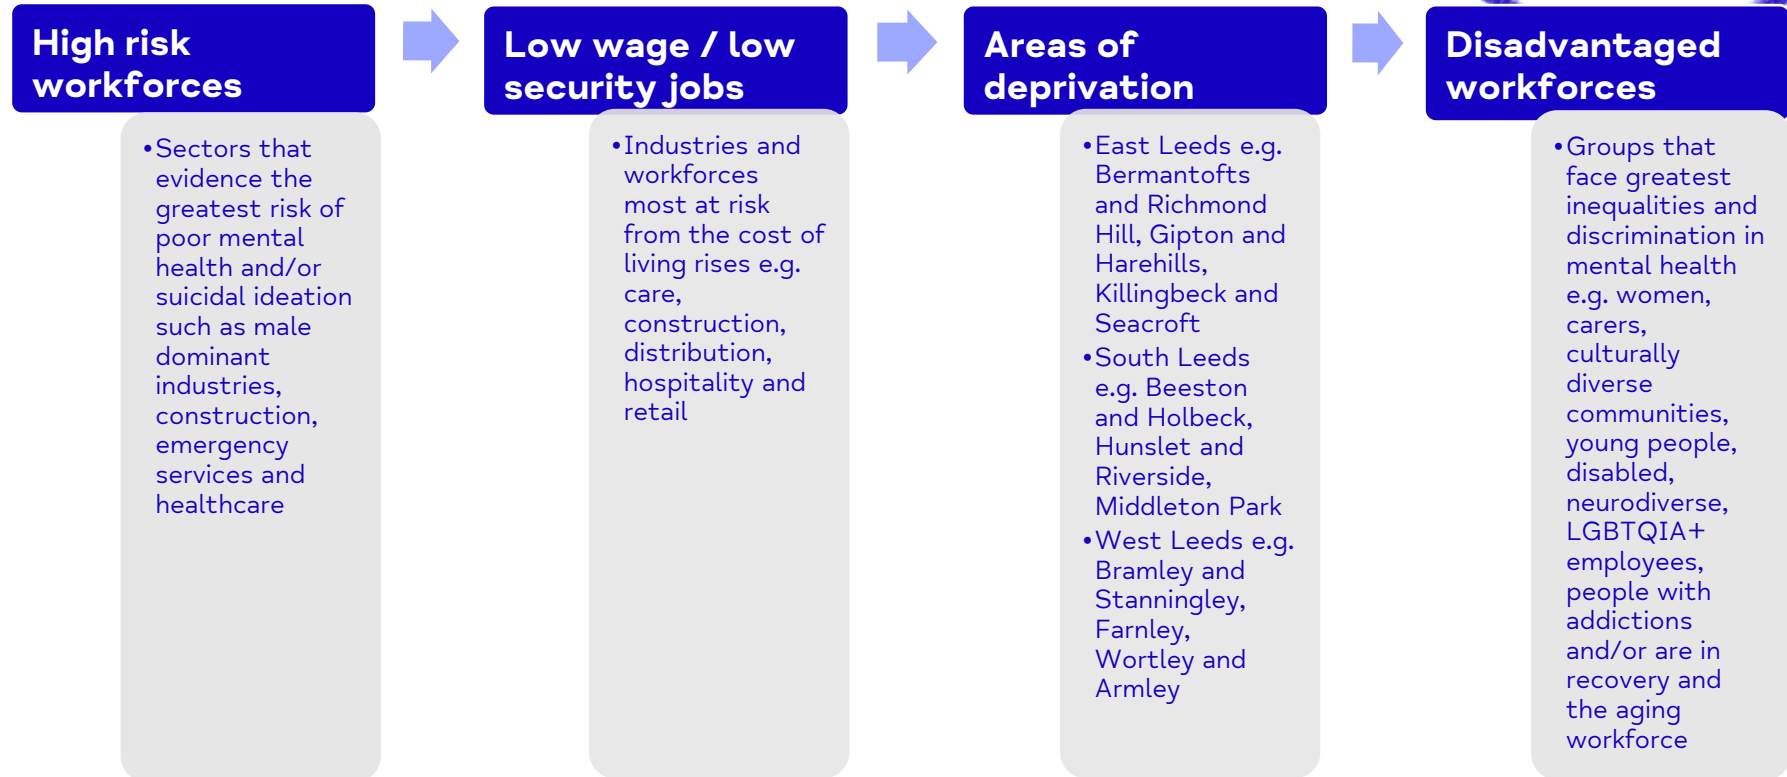 High risk
workforces
•Sectors that
evidence the
greatest risk of
poor mental
health and/or
suicidal ideation
such as male
dominant
industries,
construction,
emergency
services and
healthcare
Low wage / low
security jobs
•Industries and
workforces
most at risk
from the cost of
living rises e.g.
care,
construction,
distribution,
hospitality and
retail
Areas of
deprivation
•East Leeds e.g.
Bermantofts
and Richmond
Hill, Gipton and
Harehills,
Killingbeck and
Seacroft
•South Leeds
e.g. Beeston
and Holbeck,
Hunslet and
Riverside,
Middleton Park
•West Leeds e.g.
Bramley and
Stanningley,
Farnley,
Wortley and
Armley
Disadvantaged
workforces
•Groups that
face greatest
inequalities and
discrimination in
mental health
e.g. women,
carers,
culturally
diverse
communities,
young people,
disabled,
neurodiverse,
LGBTQIA+
employees,
people with
addictions
and/or are in
recovery and
the aging
workforce